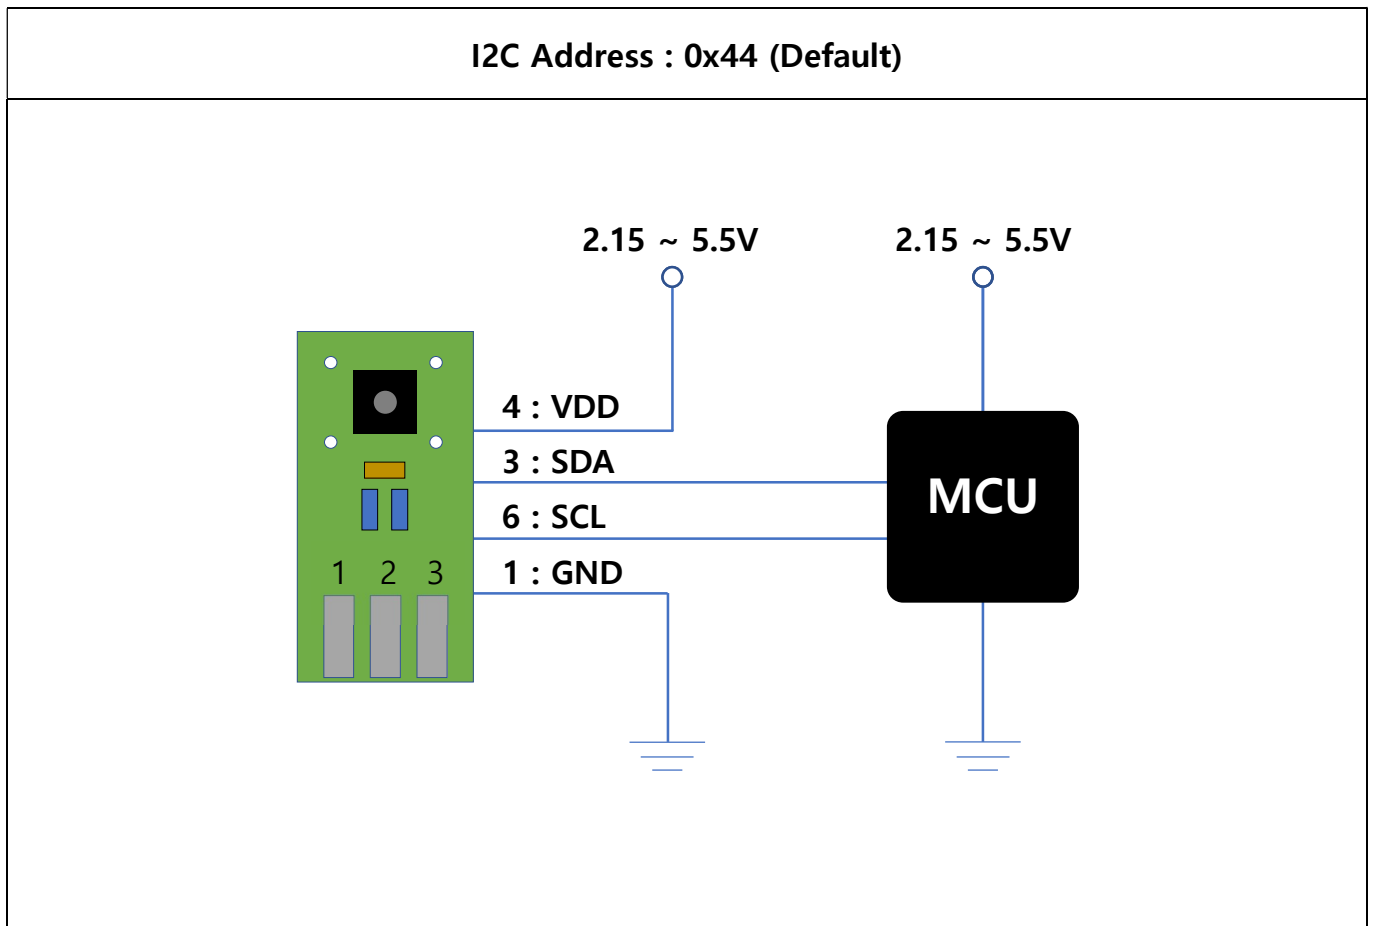 I2C Address : 0x44 (Default)
2.15 ~ 5.5V
2.15 ~ 5.5V
4 : VDD
3 : SDA
MCU
6 : SCL
1 : GND
1 2 3